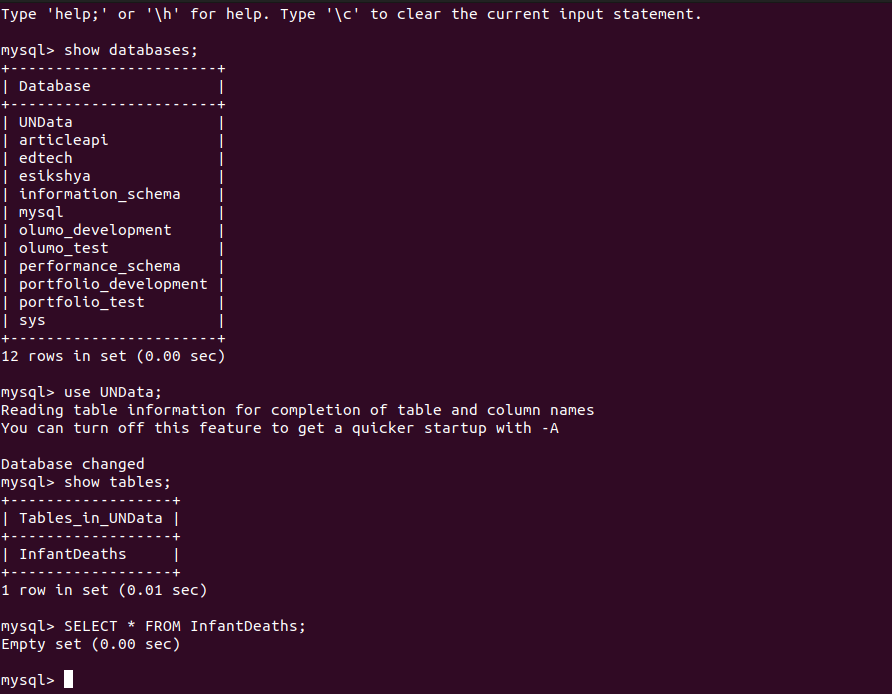 Type 'help;' or '\h' for help. Type '\c' to clear the current input statement.
mysql> show databases;
+-----------------------+
| Database              |
+-----------------------+
| UNData                |
| articleapi            |
| edtech                |
| esikshya              |
| information_schema    |
| mysql                 |
| olumo_development     |
| olumo_test            |
| performance_schema    |
| portfolio_development |
| portfolio_test        |
| sys                   |
+-----------------------+
12 rows in set (0.00 sec)
mysql> use UNData;
Reading table information for completion of table and column names
You can turn off this feature to get a quicker startup with -A
Database changed
mysql> show tables;
+------------------+
| Tables_in_UNData |
+------------------+
| InfantDeaths     |
+------------------+
1 row in set (0.01 sec)
mysql> SELECT * FROM InfantDeaths;
Empty set (0.00 sec)
mysql>